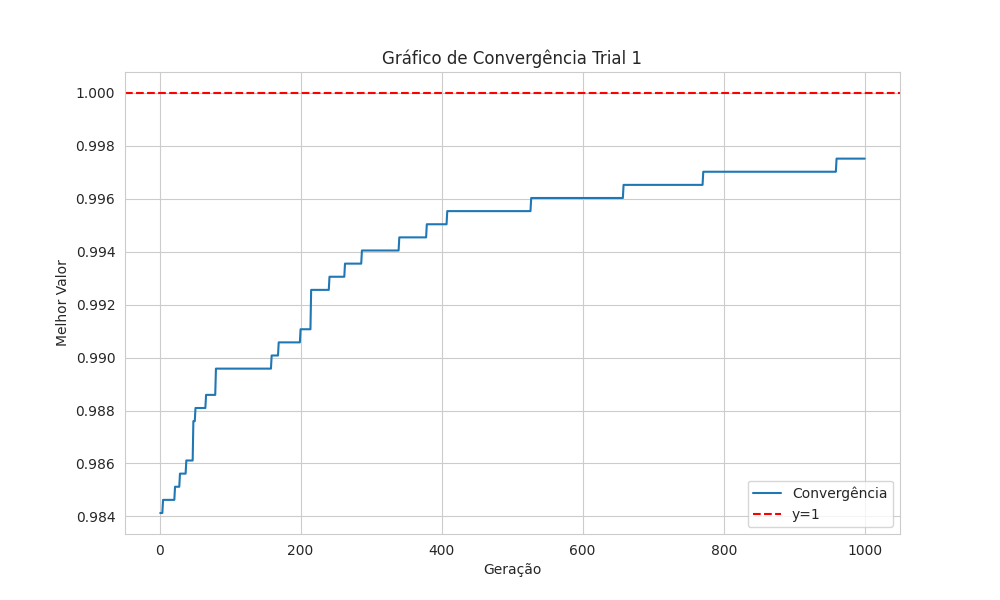 Gráfico de Convergência Trial 1
1.000
0.998
0.996
0.994
0.992
0.990
0.988
0.986
0.984
Melhor Valor
0 200 400 600 800 1000
Geração
Convergência
y=1